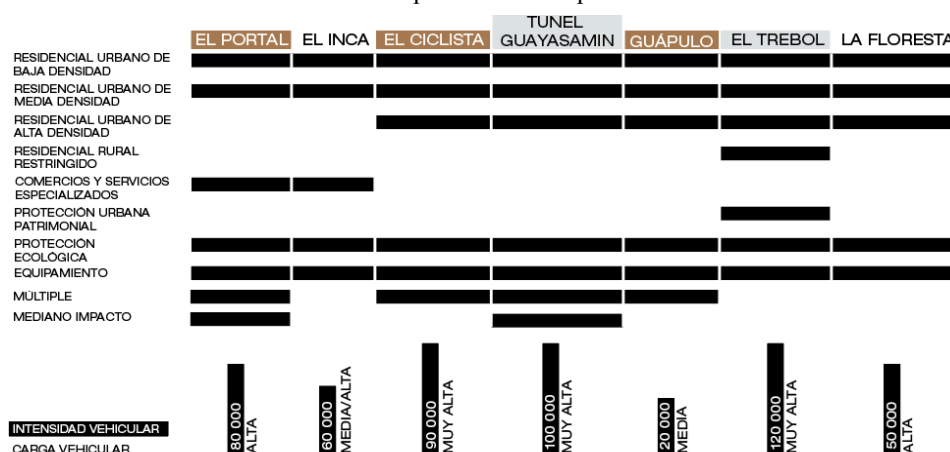 TUNEL
EL PORTAL EL INCA EL CICLISTA GUAYASAMIN GUÁPULO EL TREBOL LA FLORESTA
RESIDENCIAL URBANO DE
BAJA DENSIDAD
RESIDENCIAL URBANO DE
MEDIA DENSIDAD
RESIDENCIAL URBANO DE
ALTA DENSIDAD
RESIDENCIAL RURAL
RESTRINGIDO
COMERCIOS Y SERVICIOS
ESPECIALIZADOS
PROTECCIÓN URBANA
PATRIMONIAL
PROTECCIÓN
ECOLÓGICA
EQUIPAMIENTO
MÚLTIPLE
MEDIANO IMPACTO
INTENSIDAD VEHICULAR
CARGA VEHICULAR
80 000
ALTA
60 000
MEDIA/ALTA
90 000
MUY ALTA
100 000
MUY ALTA
20 000
MEDIA
120 000
MUY ALTA
50 000
ALTA